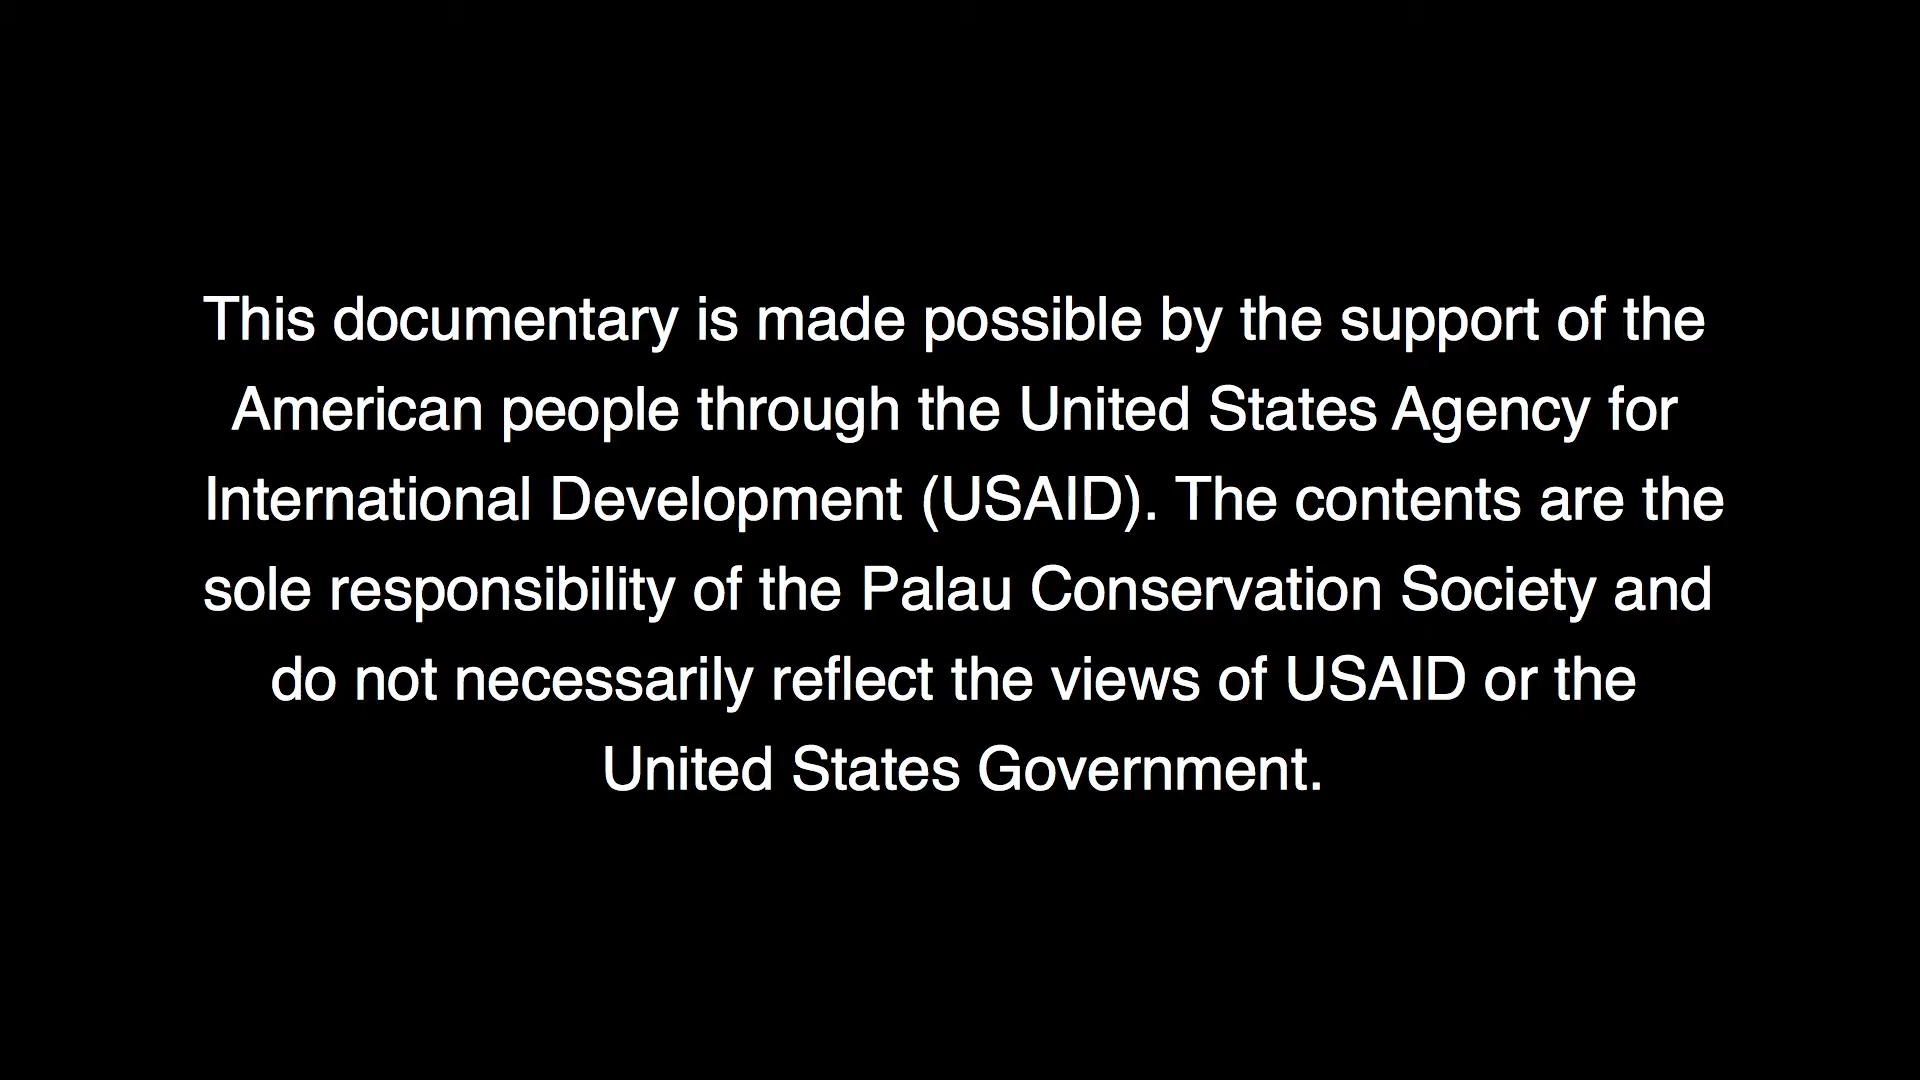 This documentary is made possible by the support of the
American people through the United States Agency for
International Development (USAID). The contents are the
sole responsibility of the Palau Conservation Society and
do not necessarily reflect the views of USAID or the
United States Government.